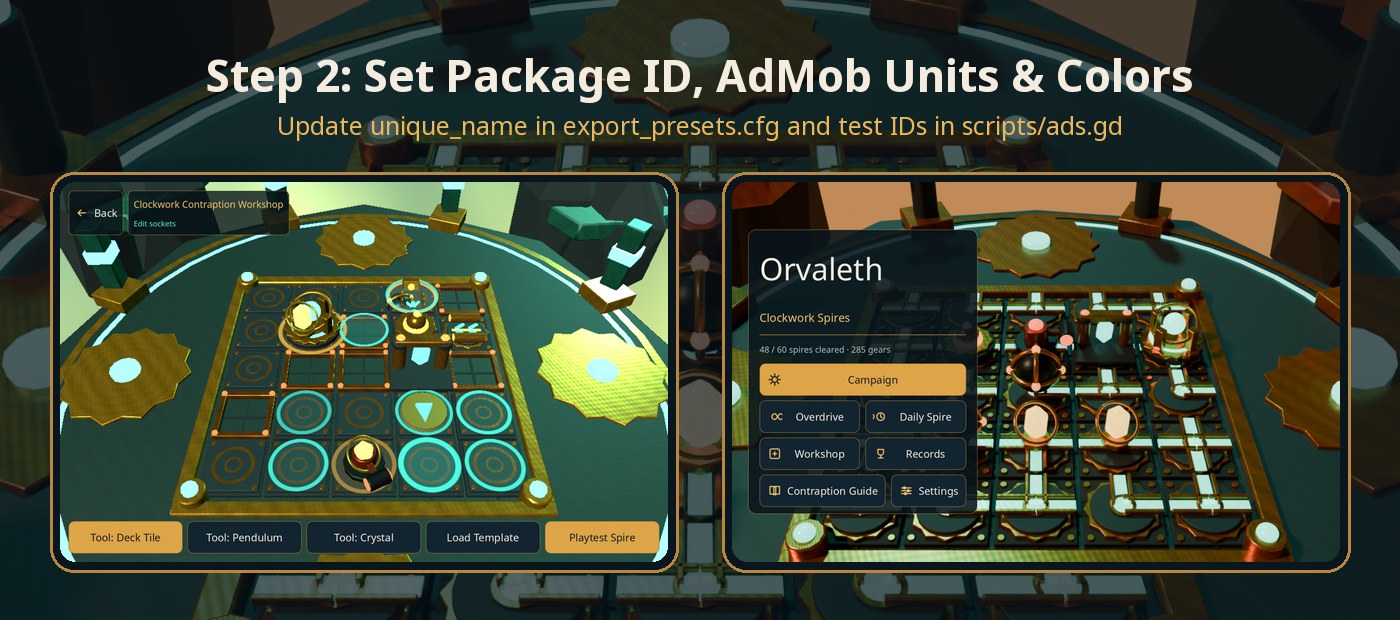 Step 2: Set Package ID, AdMob Units & Colors
Update unique_name in export_presets.cfg and test IDs in scripts/ads.gd
Back
Clockwork Contraption Workshop
Edit sockets
Tool: Deck Tile
Tool: Pendulum
Tool: Crystal
Load Template
Playtest Spire
Orvaleth
Clockwork Spires
48 / 60 spires cleared · 285 gears
Campaign
Overdrive
Daily Spire
Workshop
Records
Contraption Guide
Settings